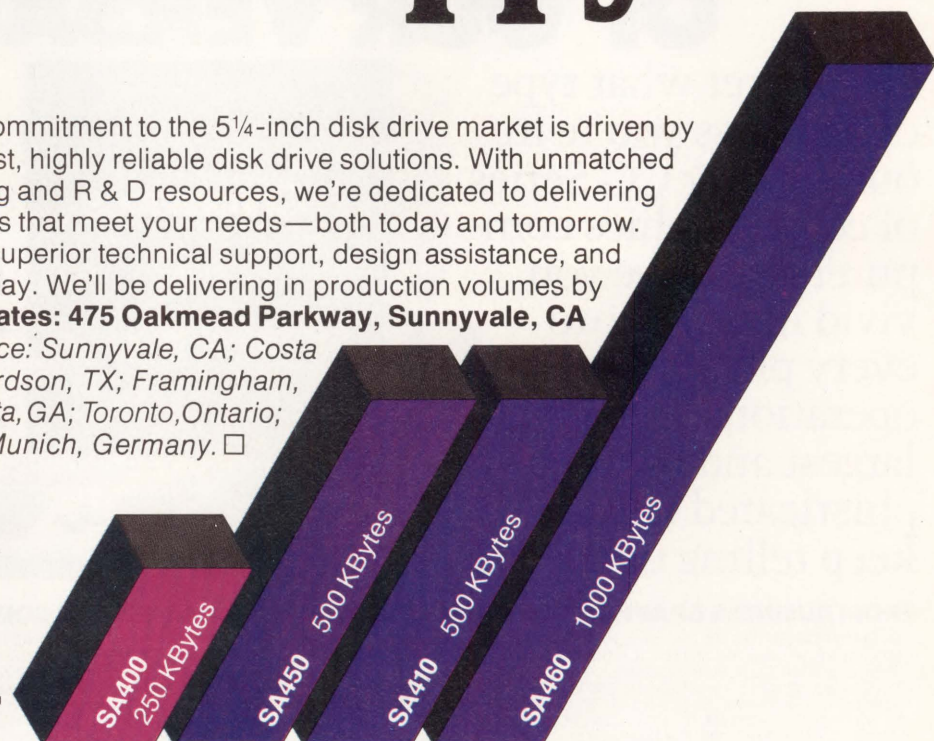 ommitment to the 5¼-inch disk drive market is driven by
st, highly reliable disk drive solutions. With unmatched
g and R & D resources, we're dedicated to delivering
s that meet your needs—both today and tomorrow.
uperior technical support, design assistance, and
ay. We'll be delivering in production volumes by
ates: 475 Oakmead Parkway, Sunnyvale, CA
ce: Sunnyvale, CA; Costa
rdson, TX; Framingham,
ta, GA; Toronto, Ontario;
Munich, Germany. □
SA400
250 KBytes
SA450 500 KBytes
SA410 500 KBytes
SA460 1000 KBytes